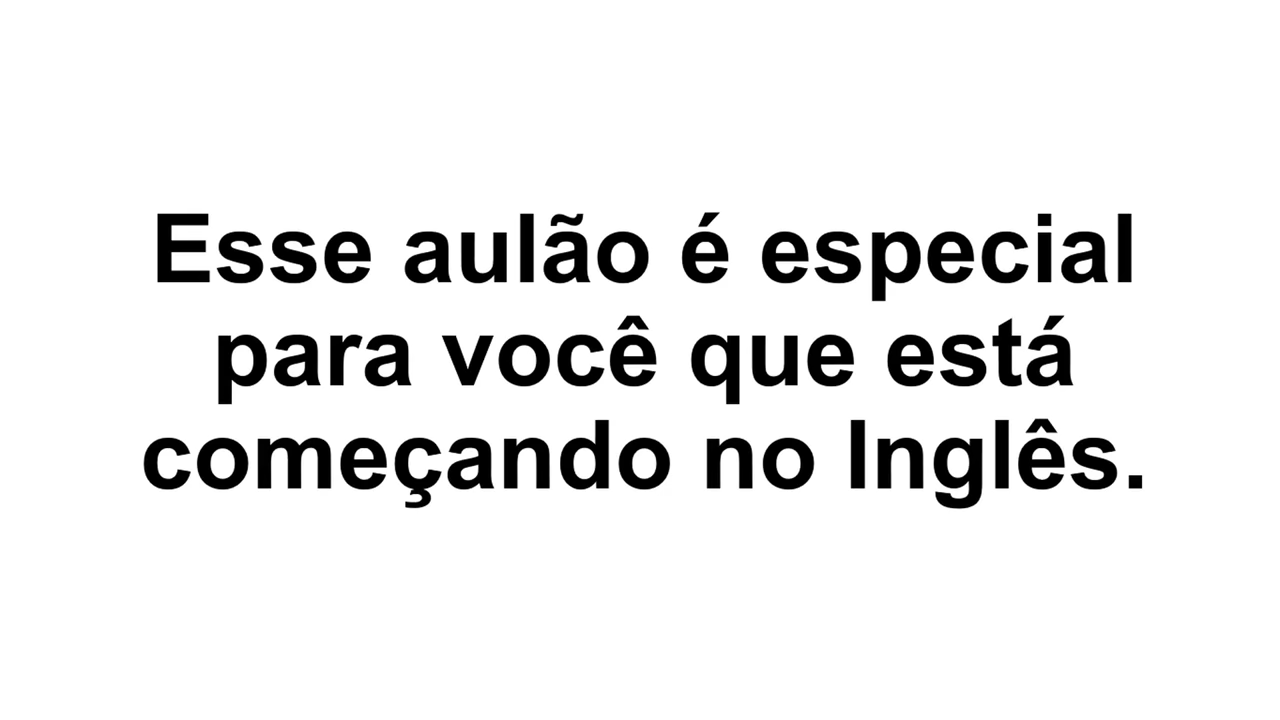 Esse aulão é especial
para você que está
começando no Inglês.